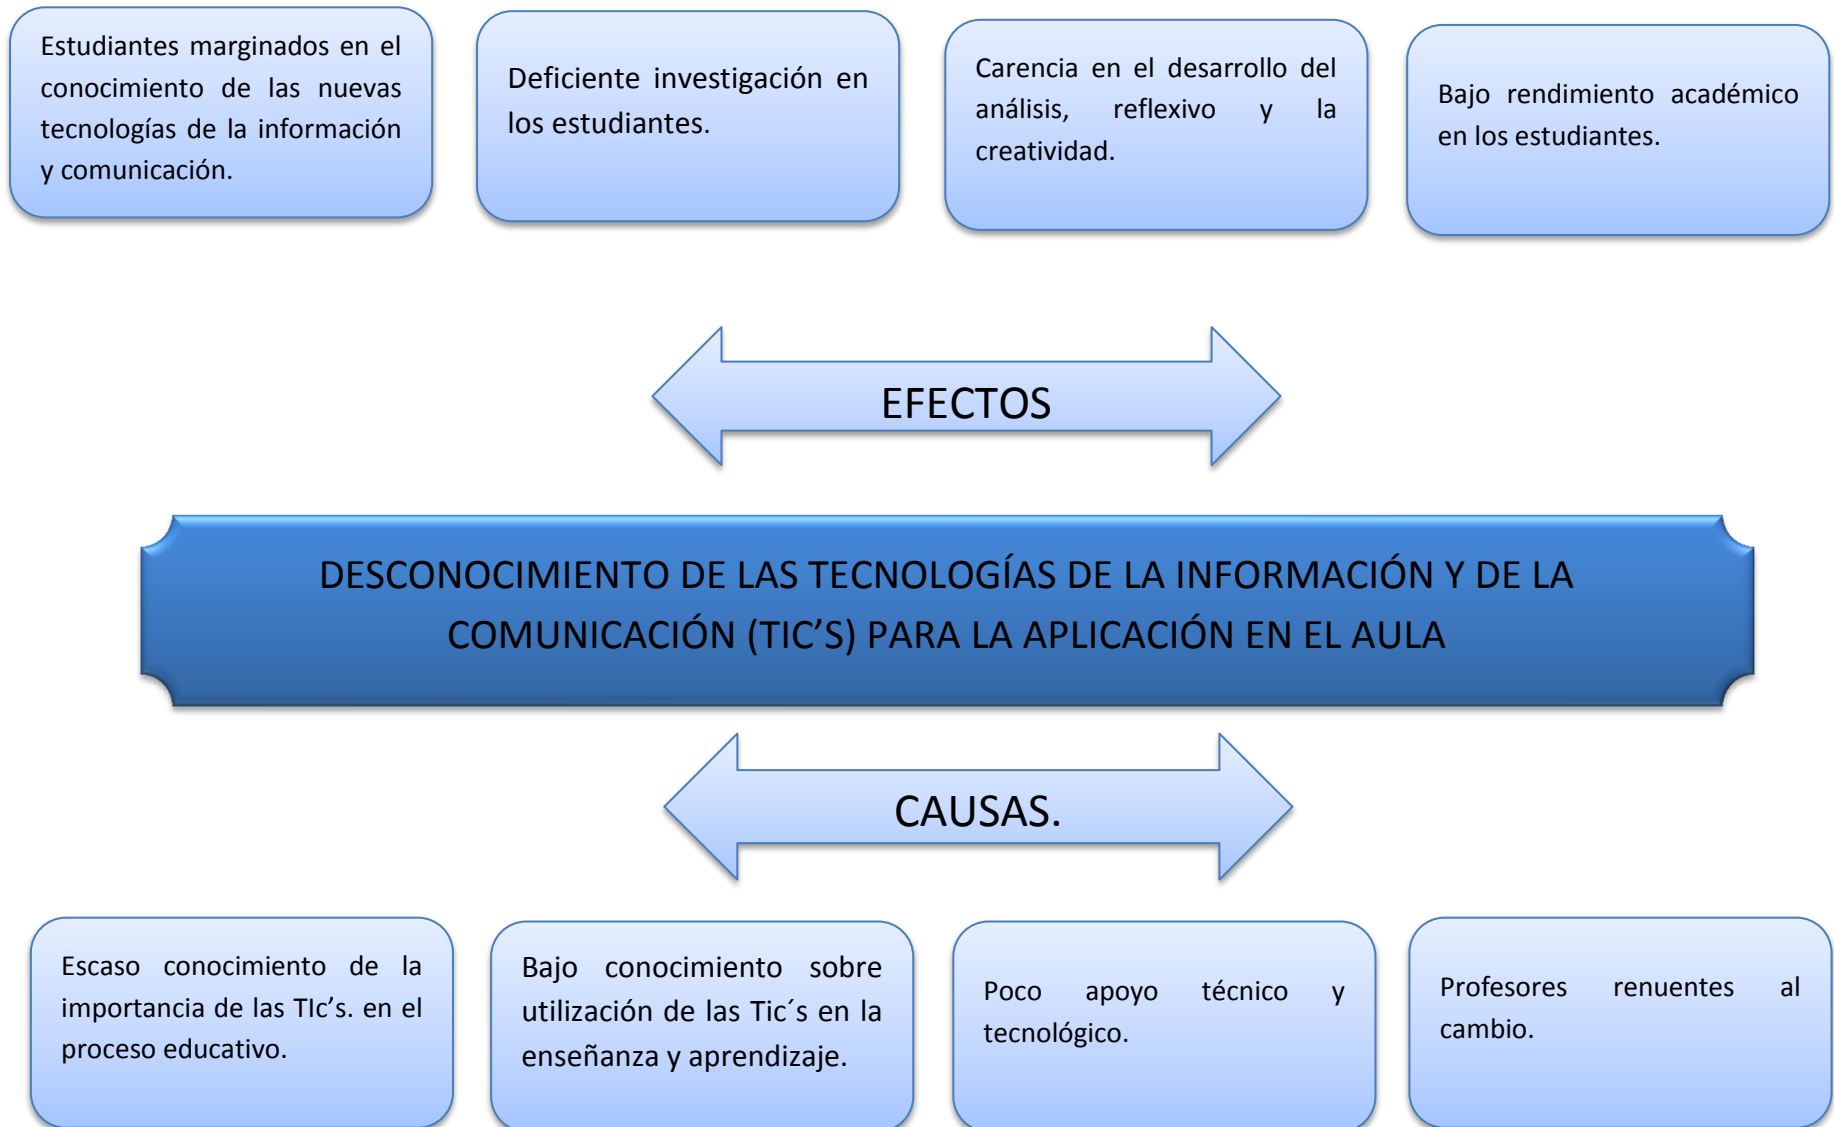 Estudiantes marginados en el
conocimiento de las nuevas
tecnologías de la información
y comunicación.
Deficiente investigación en
los estudiantes.
Carencia en el desarrollo del
análisis, reflexivo y la
creatividad.
Bajo rendimiento académico
en los estudiantes.
EFECTOS
DESCONOCIMIENTO DE LAS TECNOLOGÍAS DE LA INFORMACIÓN Y DE LA
COMUNICACIÓN (TIC’S) PARA LA APLICACIÓN EN EL AULA
CAUSAS.
Escaso conocimiento de la
importancia de las TIc’s. en el
proceso educativo.
Bajo conocimiento sobre
utilización de las Tic´s en la
enseñanza y aprendizaje.
Poco apoyo técnico y
tecnológico.
Profesores renuentes al
cambio.